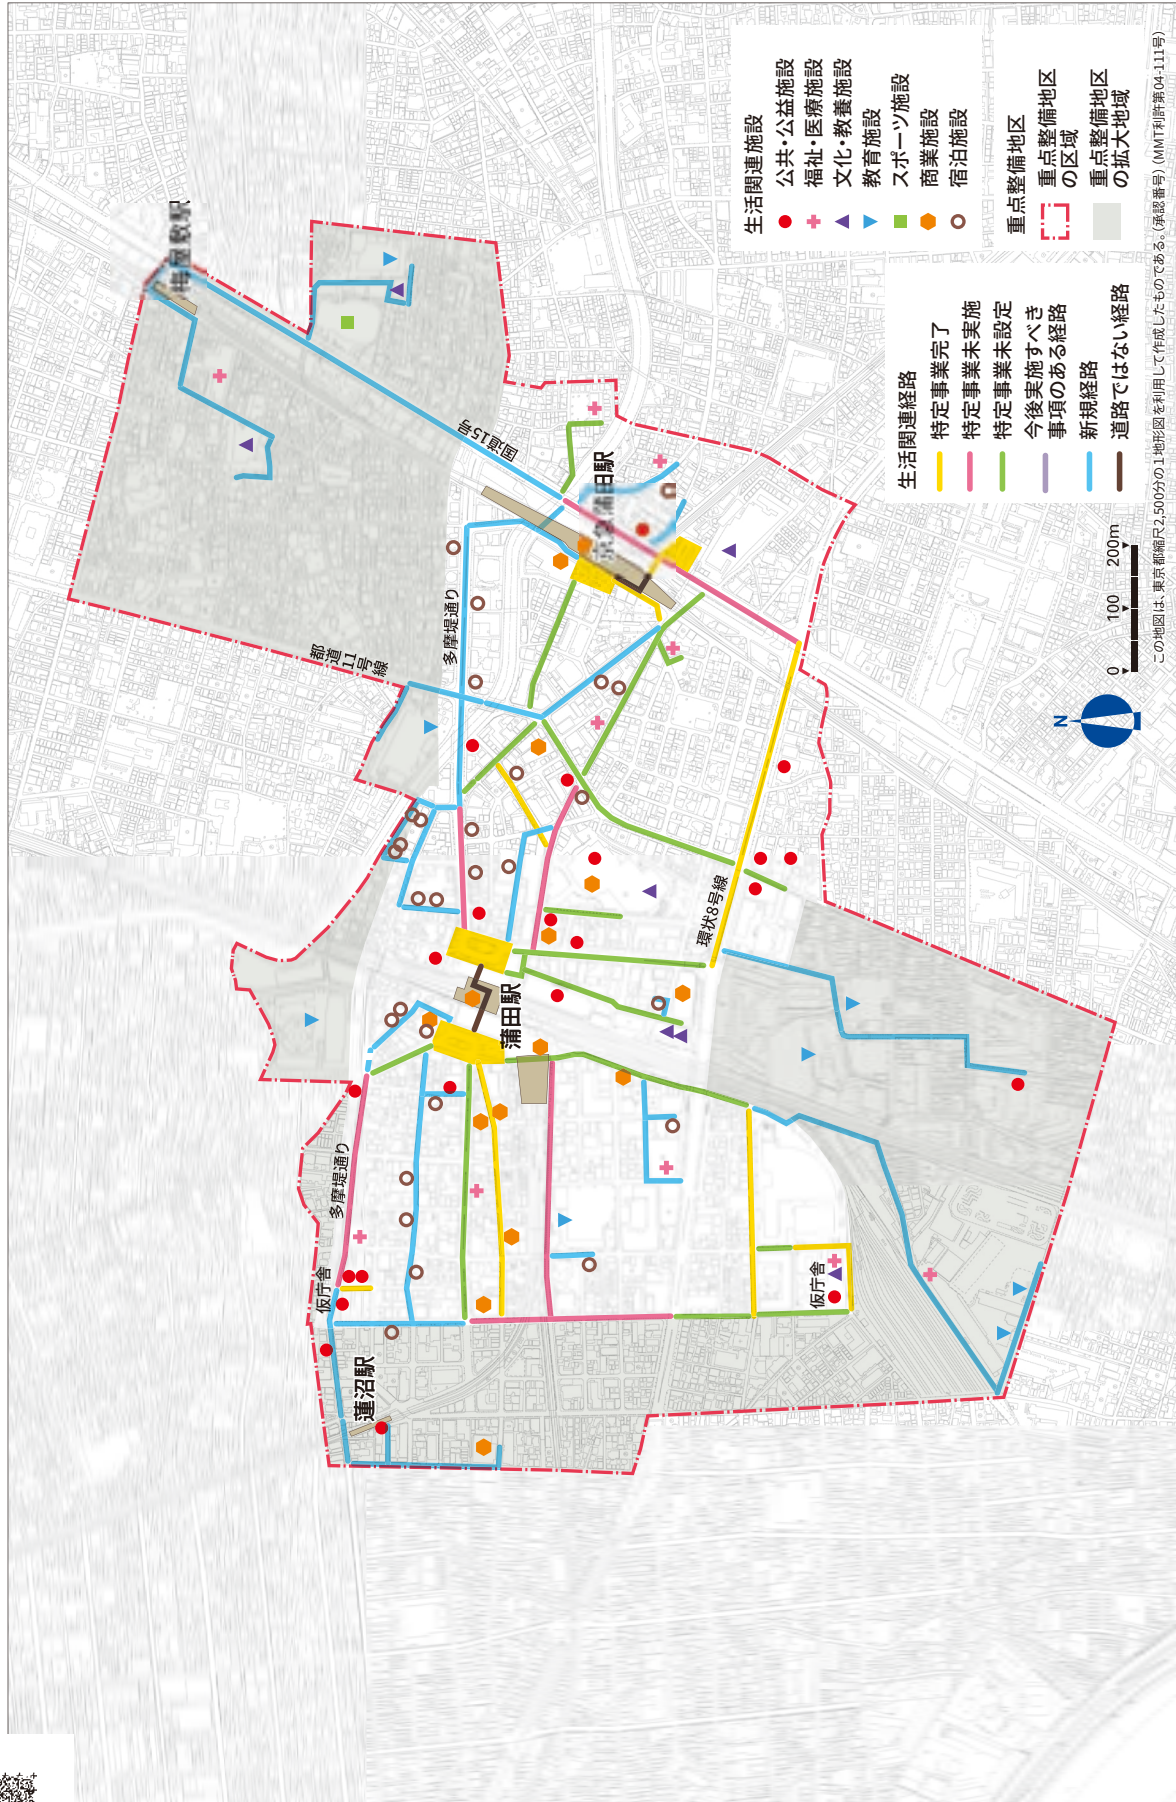 梅屋敷駅
国道15号
京急蒲田駅
多摩堤通り
都道11号線
環状8号線
蒲田駅
多摩堤通り
仮庁舎
蓮沼駅
仮庁舎
生活関連施設
公共・公益施設
福祉・医療施設
文化・教養施設
教育施設
スポーツ施設
商業施設
宿泊施設
重点整備地区
重点整備地区
の区域
重点整備地区
の拡大地域
生活関連経路
特定事業完了
特定事業未実施
特定事業未設定
今後実施すべき
事項のある経路
新規経路
道路ではない経路
N
0 100 200m
この地図は、東京都縮尺2,500分の1地形図を利用して作成したものである。(承認番号)(MMT利許第04-111号)